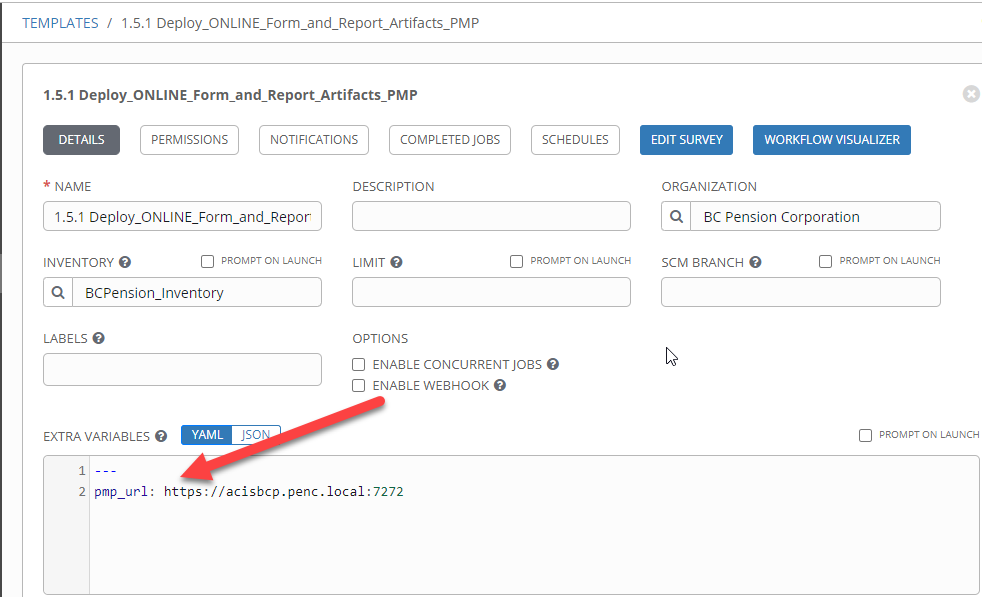 TEMPLATES / 1.5.1 Deploy_ONLINE_Form_and_Report_Artifacts_PMP
1.5.1 Deploy_ONLINE_Form_and_Report_Artifacts_PMP
DETAILS PERMISSIONS NOTIFICATIONS COMPLETED JOBS SCHEDULES EDIT SURVEY WORKFLOW VISUALIZER
* NAME DESCRIPTION ORGANIZATION
1.5.1 Deploy_ONLINE_Form_and_Repor BC Pension Corporation
INVENTORY ? PROMPT ON LAUNCH LIMIT ? PROMPT ON LAUNCH SCM BRANCH ? PROMPT ON LAUNCH
BCPension_Inventory
LABELS ? OPTIONS
ENABLE CONCURRENT JOBS ?
ENABLE WEBHOOK ?
EXTRA VARIABLES ? YAML JSON PROMPT ON LAUNCH
1 ---
2 pmp_url: https://acisbcp.penc.local:7272